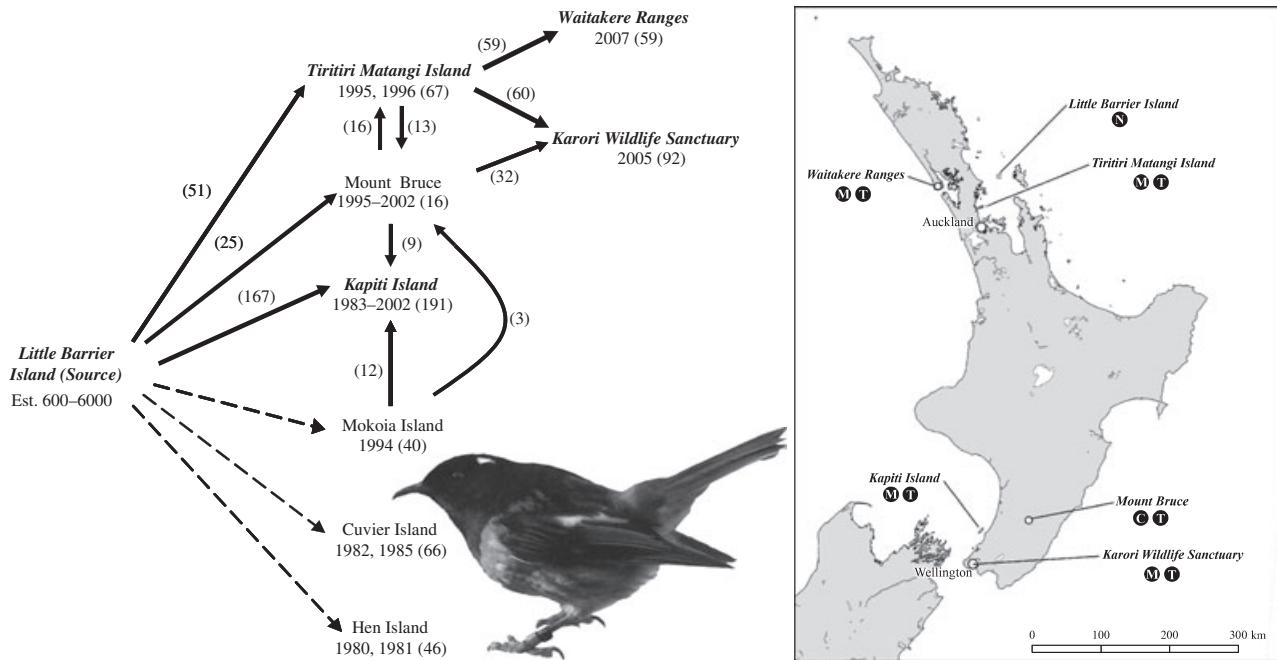 Waitakere Ranges
2007 (59)
(59)
Tiritiri Matangi Island
1995, 1996 (67)
(60)
(16)
(13)
Karori Wildlife Sanctuary
2005 (92)
(32)
(51)
Mount Bruce
1995–2002 (16)
(25)
(9)
(167)
Kapiti Island
1983–2002 (191)
(3)
Little Barrier
Island (Source)
Est. 600–6000
(12)
Mokoia Island
1994 (40)
Cuvier Island
1982, 1985 (66)
Hen Island
1980, 1981 (46)
Little Barrier Island
N
Tiritiri Matangi Island
M T
Waitakere Ranges
M T
Auckland
Kapiti Island
M T
Mount Bruce
C T
Karori Wildlife Sanctuary
M T
Wellington
0 100 200 300 km